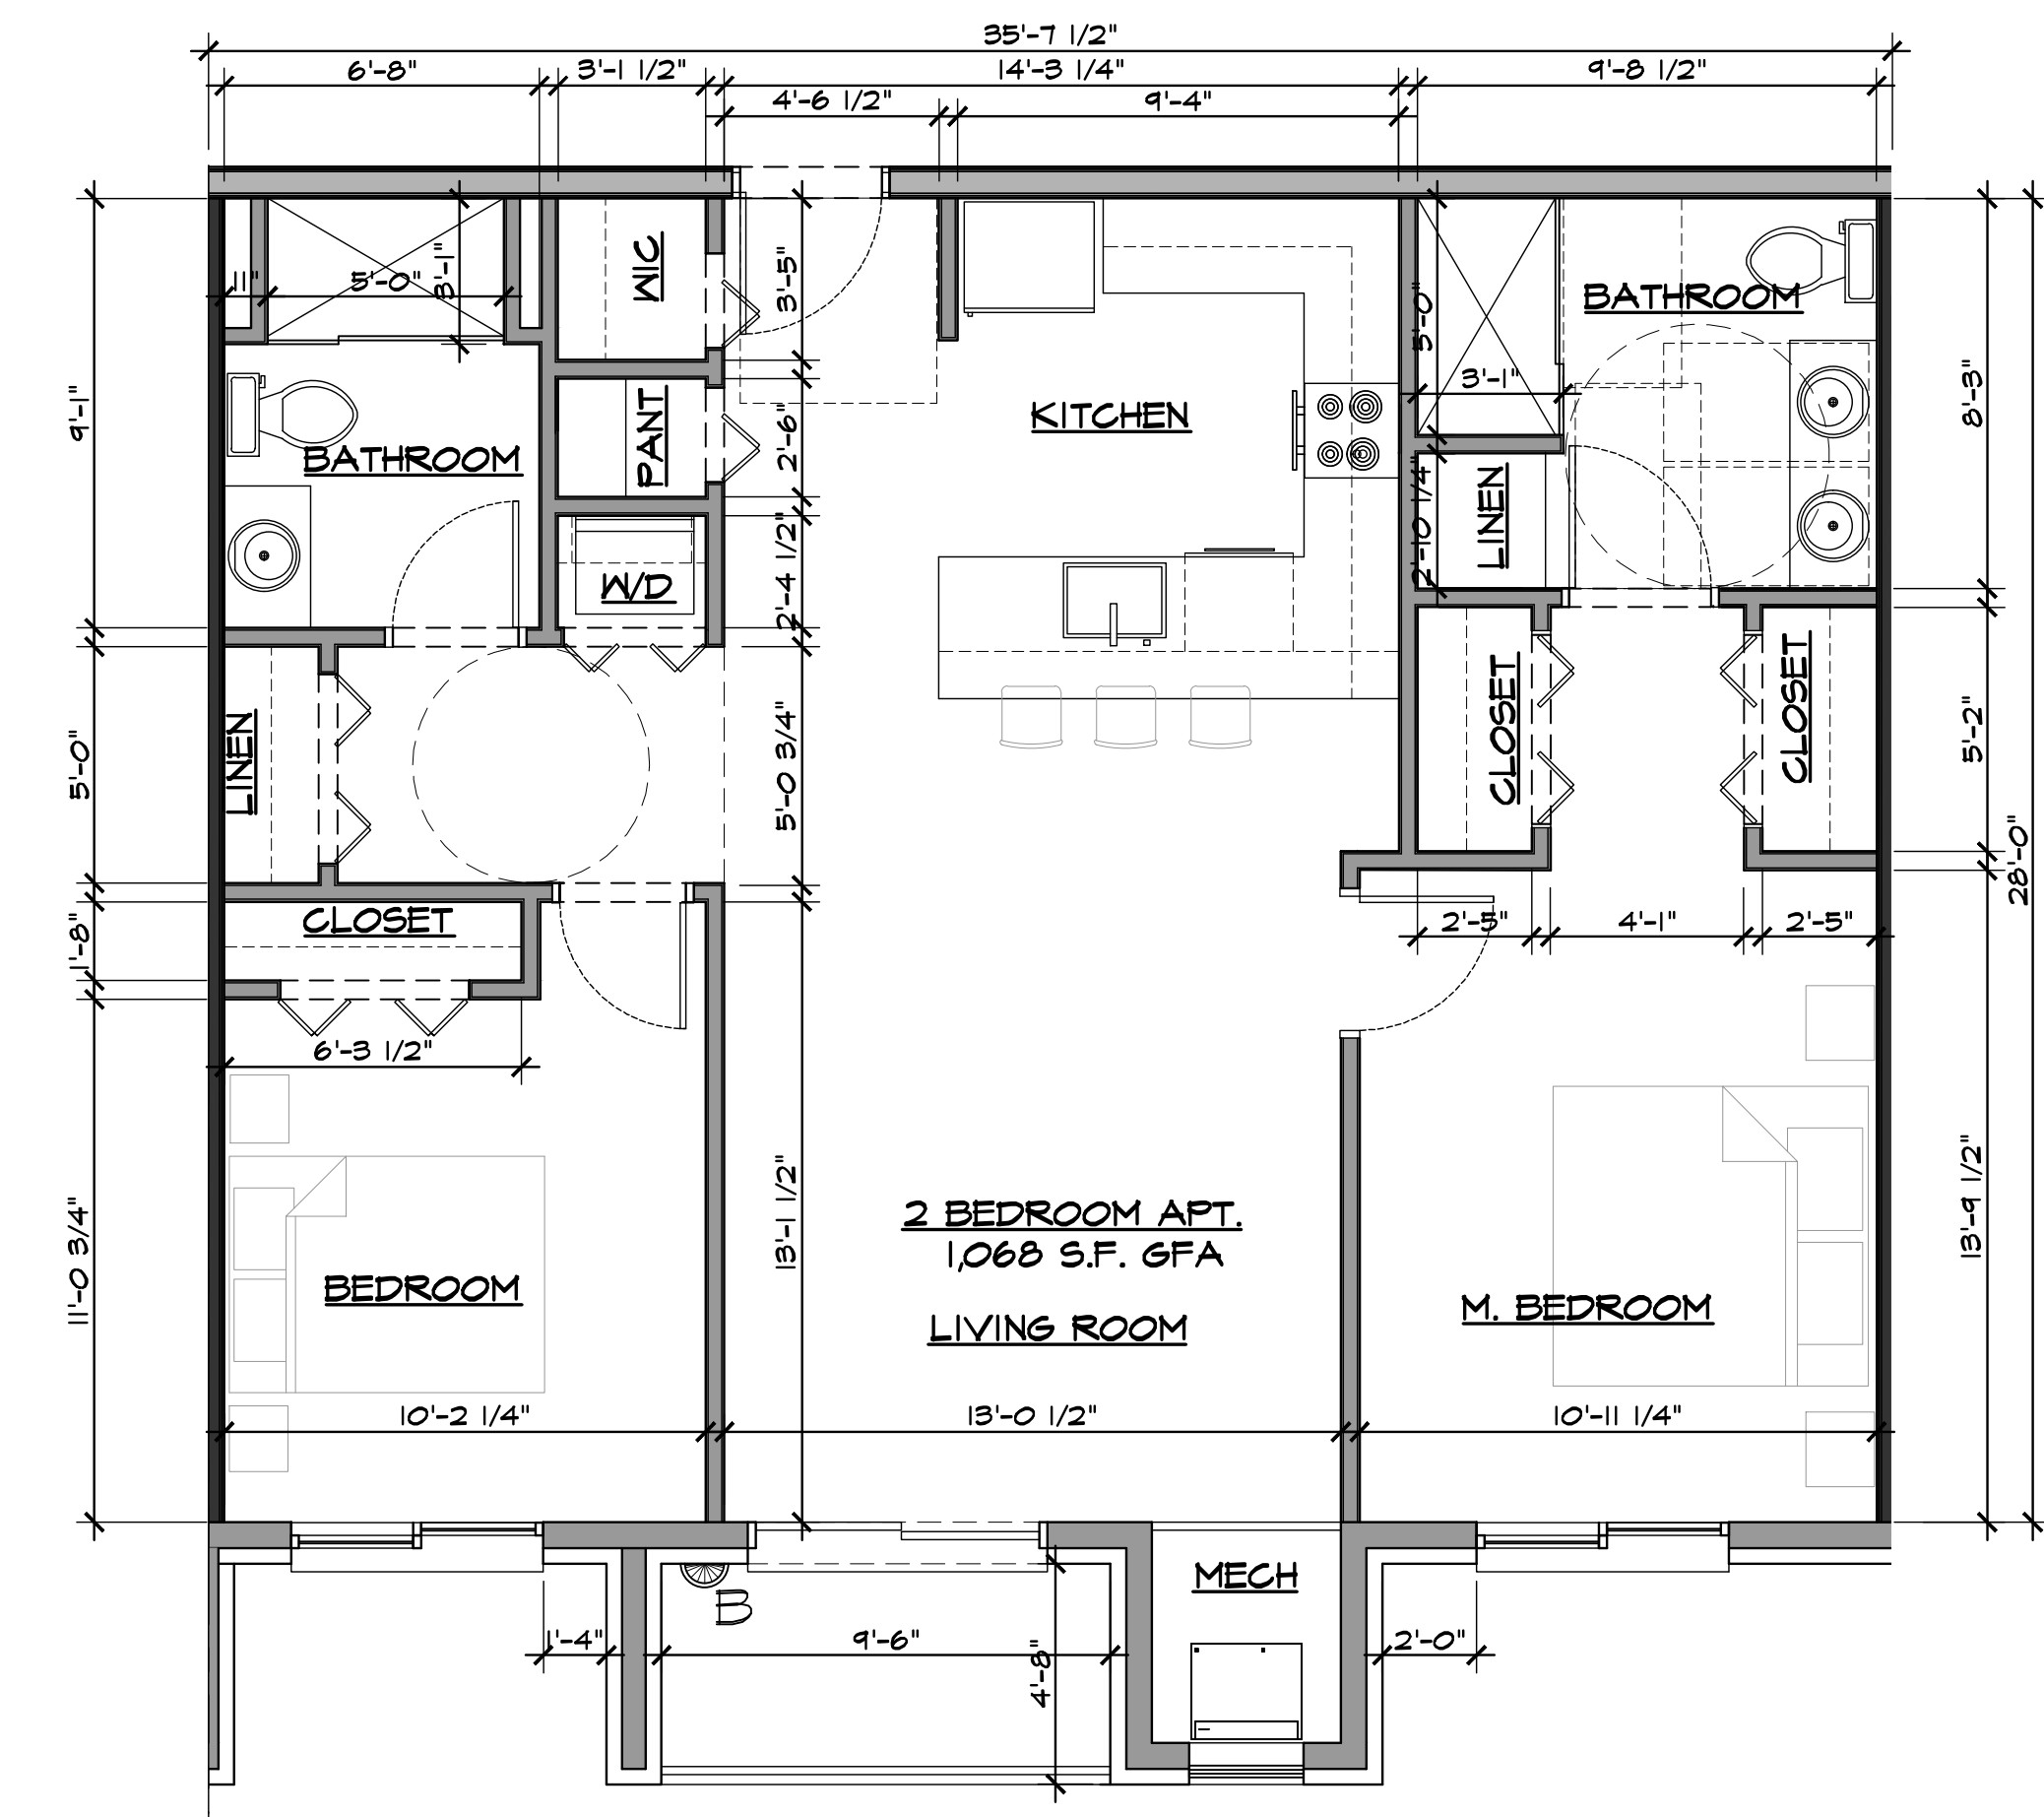 35'-7 1/2"
6'-8"
3'-1 1/2"
14'-3 1/4"
9'-8 1/2"
4'-6 1/2"
9'-4"
WIC
3'-5"
11"
5'-0"
3'-1"
BATHROOM
5'-0"
3'-1"
8'-3"
9'-1"
KITCHEN
PANT
2'-6"
BATHROOM
LINEN
2'-10 1/4"
W/D
2'-4 1/2"
LINEN
5'-0"
5'-0 3/4"
CLOSET
CLOSET
5'-2"
28'-0"
CLOSET
1'-8"
2'-5"
4'-1"
2'-5"
6'-3 1/2"
13'-1 1/2"
13'-9 1/2"
11'-0 3/4"
2 BEDROOM APT.
1,068 S.F. GFA
BEDROOM
LIVING ROOM
M. BEDROOM
10'-2 1/4"
13'-0 1/2"
10'-11 1/4"
MECH
B
1'-4"
9'-6"
4'-8"
2'-0"